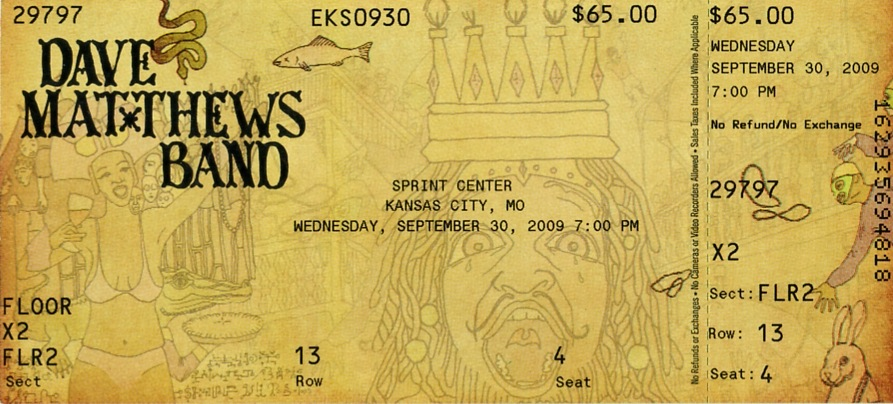 29797
EKS0930
$65.00
DAVE
MATTHEWS
BAND
SPRINT CENTER
KANSAS CITY, MO
WEDNESDAY, SEPTEMBER 30, 2009 7:00 PM
FLOOR
X2
FLR2
Sect
13
Row
4
Seat
No Refunds or Exchanges • No Cameras or Video Recorders Allowed • Sales Taxes Included Where Applicable
$65.00
WEDNESDAY
SEPTEMBER 30, 2009
7:00 PM
No Refund/No Exchange
29797
X2
Sect: FLR2
Row: 13
Seat: 4
162935694818